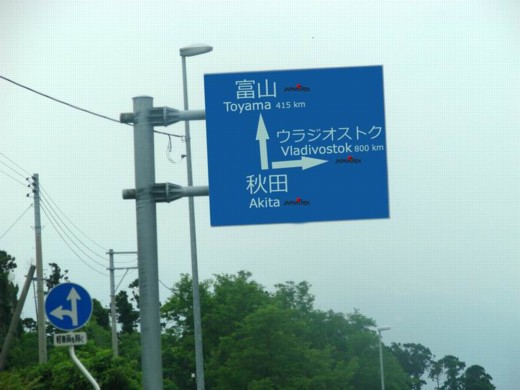 富山
Toyama 415 km
ウラジオストク
Vladivostok 800 km
秋田
Akita